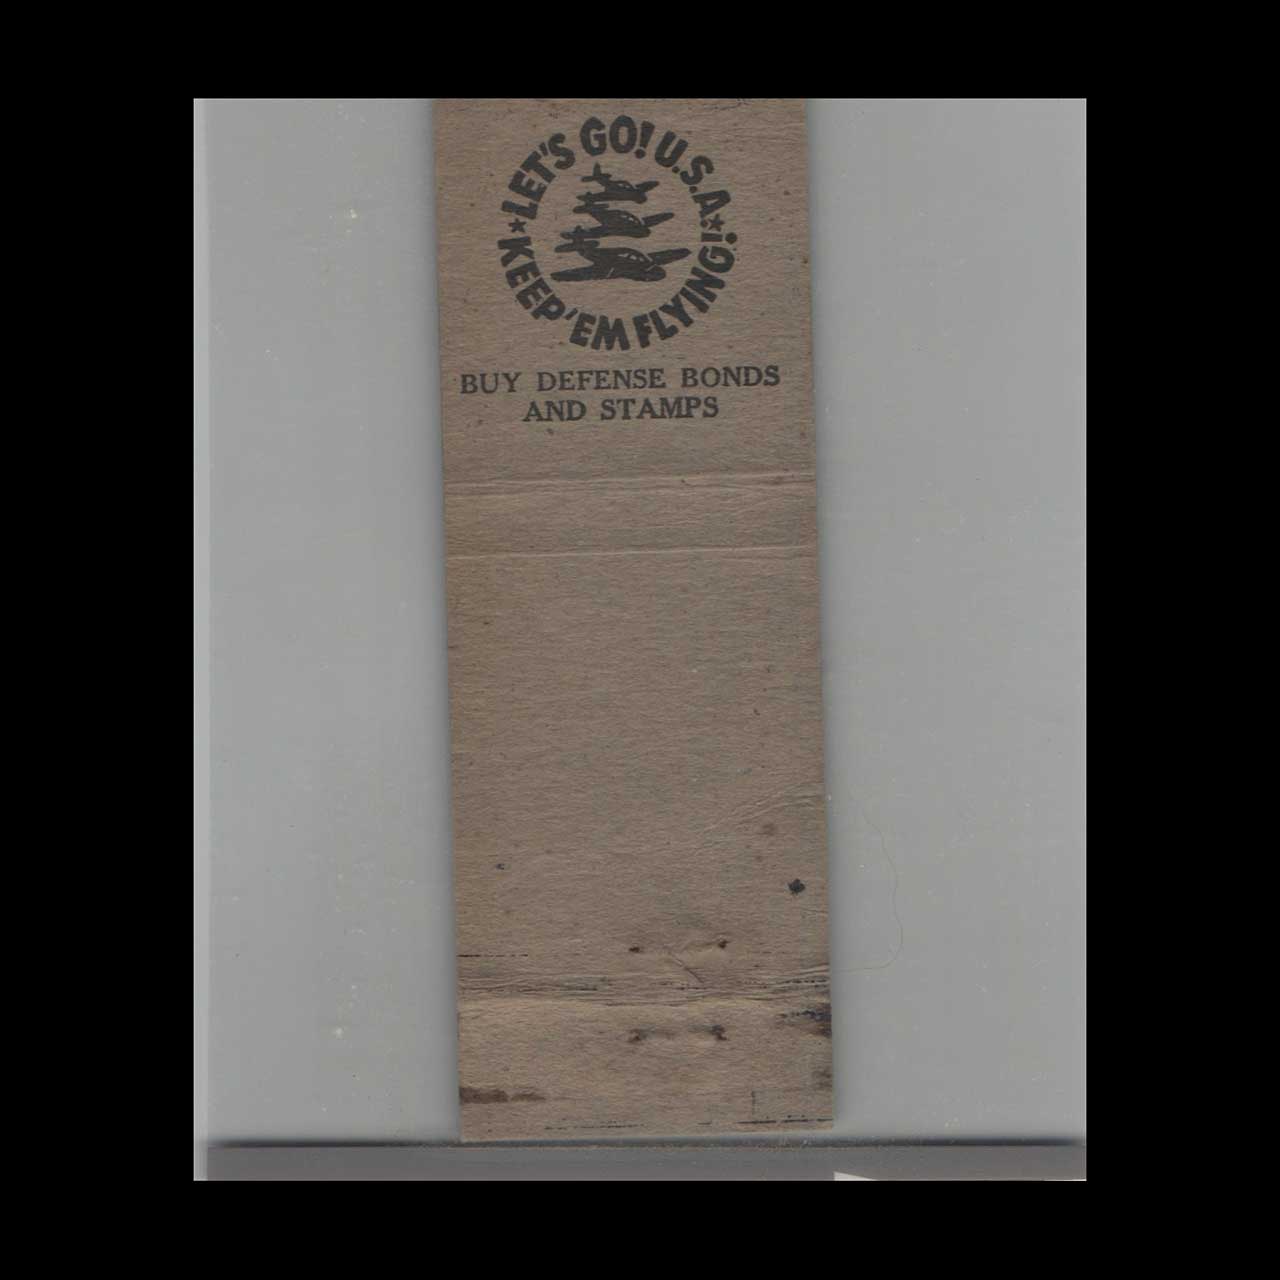 LET'S GO! U.S.A.!
KEEP 'EM FLYING!
BUY DEFENSE BONDS
AND STAMPS